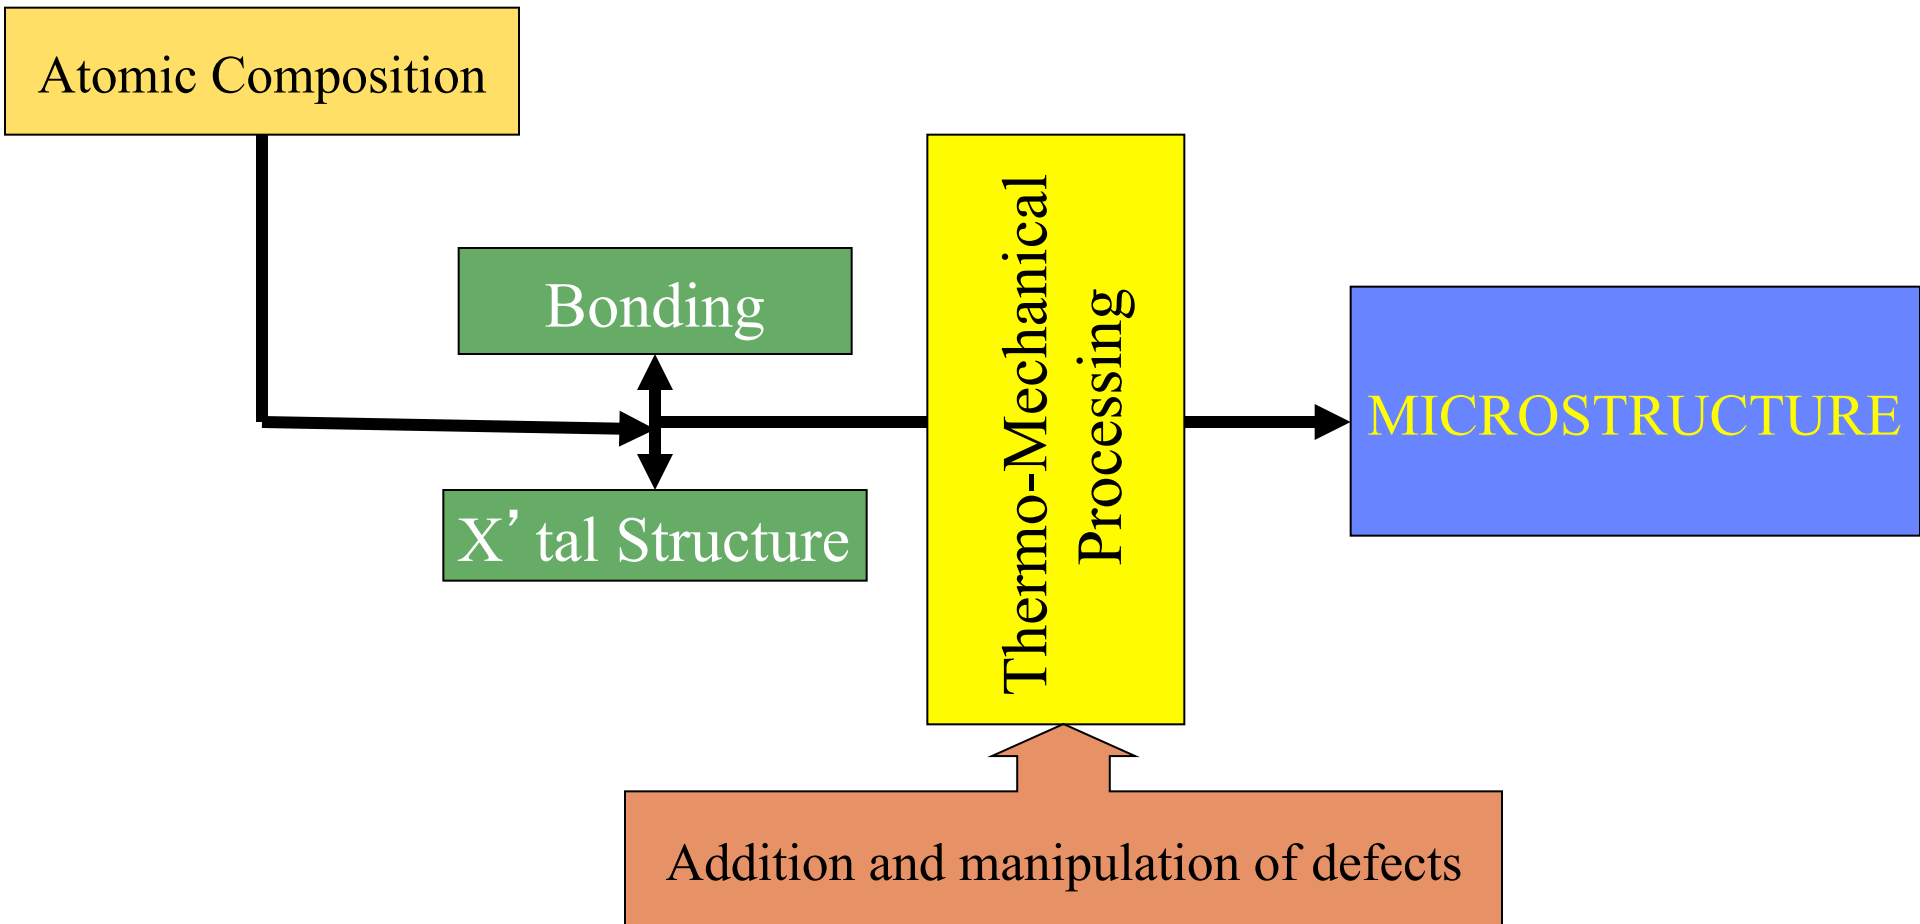 Atomic Composition
Bonding
X’ tal Structure
Thermo-Mechanical
Processing
MICROSTRUCTURE
Addition and manipulation of defects